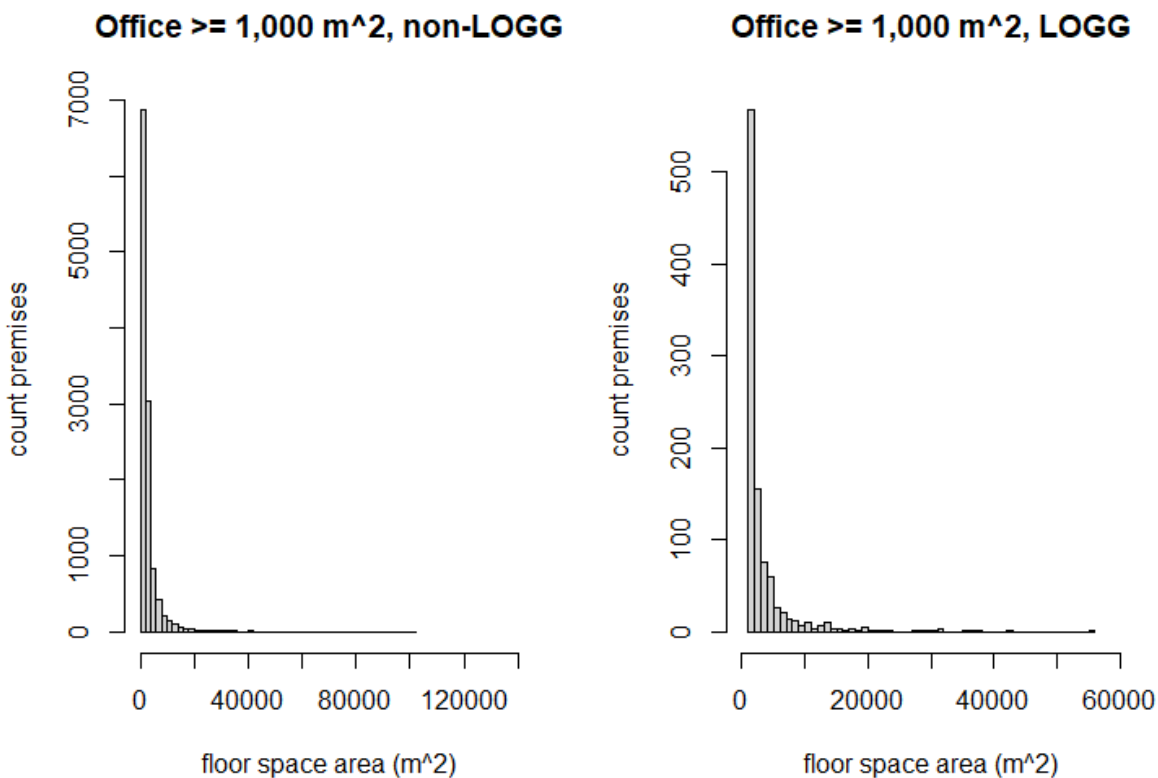 Office >= 1,000 m^2, non-LOGG
count premises
7000
5000
3000
1000
0
0 40000 80000 120000
floor space area (m^2)
Office >= 1,000 m^2, LOGG
count premises
500
400
300
200
100
0
0 20000 40000 60000
floor space area (m^2)